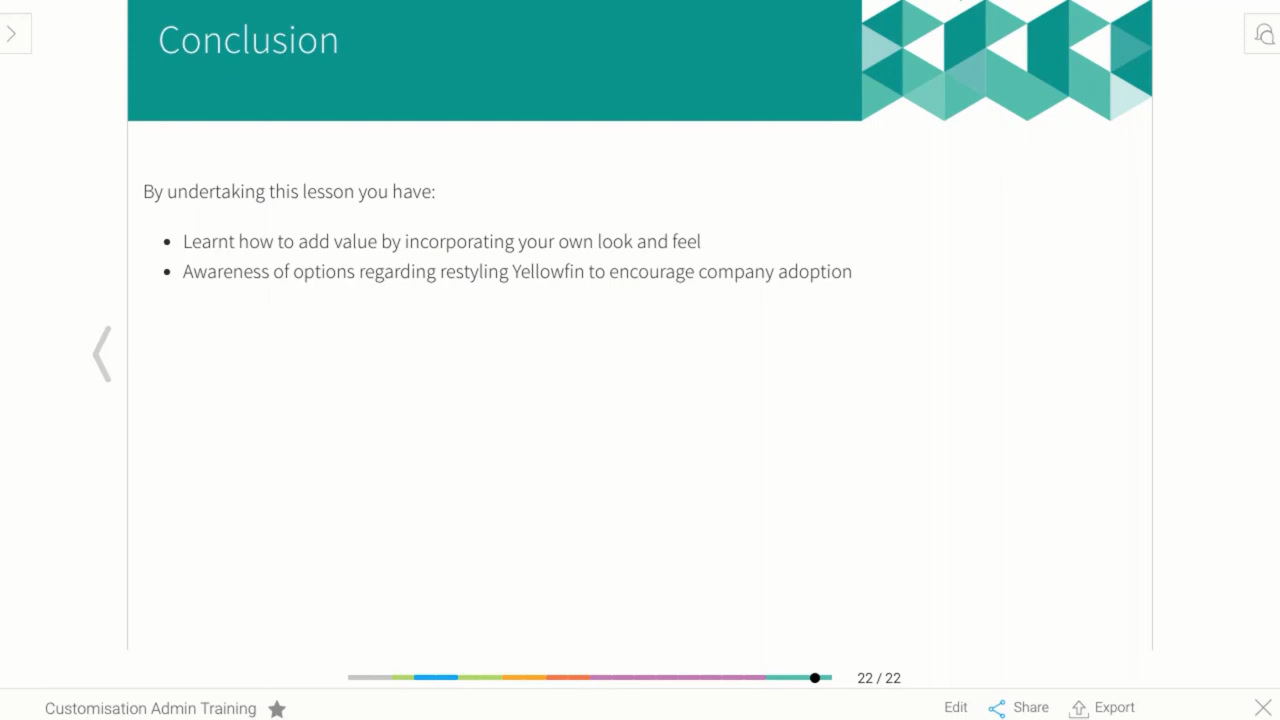 Conclusion
By undertaking this lesson you have:
• Learnt how to add value by incorporating your own look and feel
• Awareness of options regarding restyling Yellowfin to encourage company adoption
22 / 22
Customisation Admin Training
Edit
Share
Export